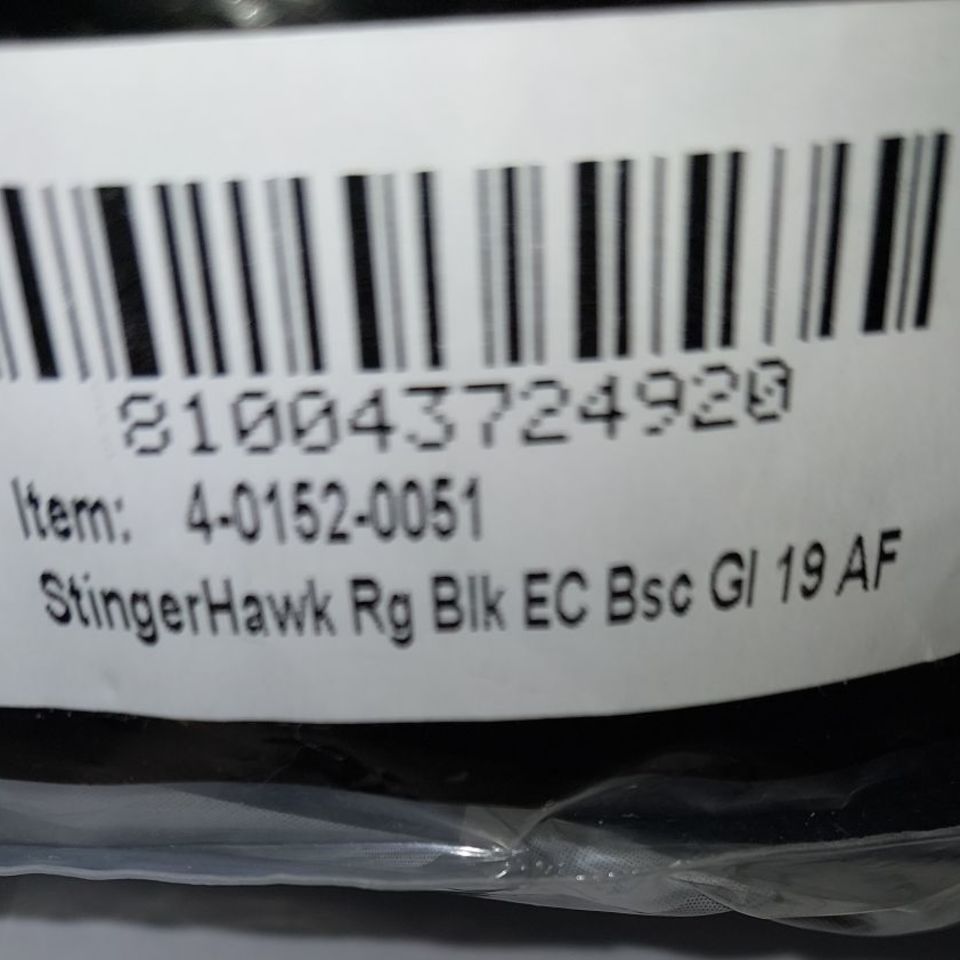 810043724920
Item: 4-0152-0051
StingerHawk Rg Blk EC Bsc Gl 19 AF